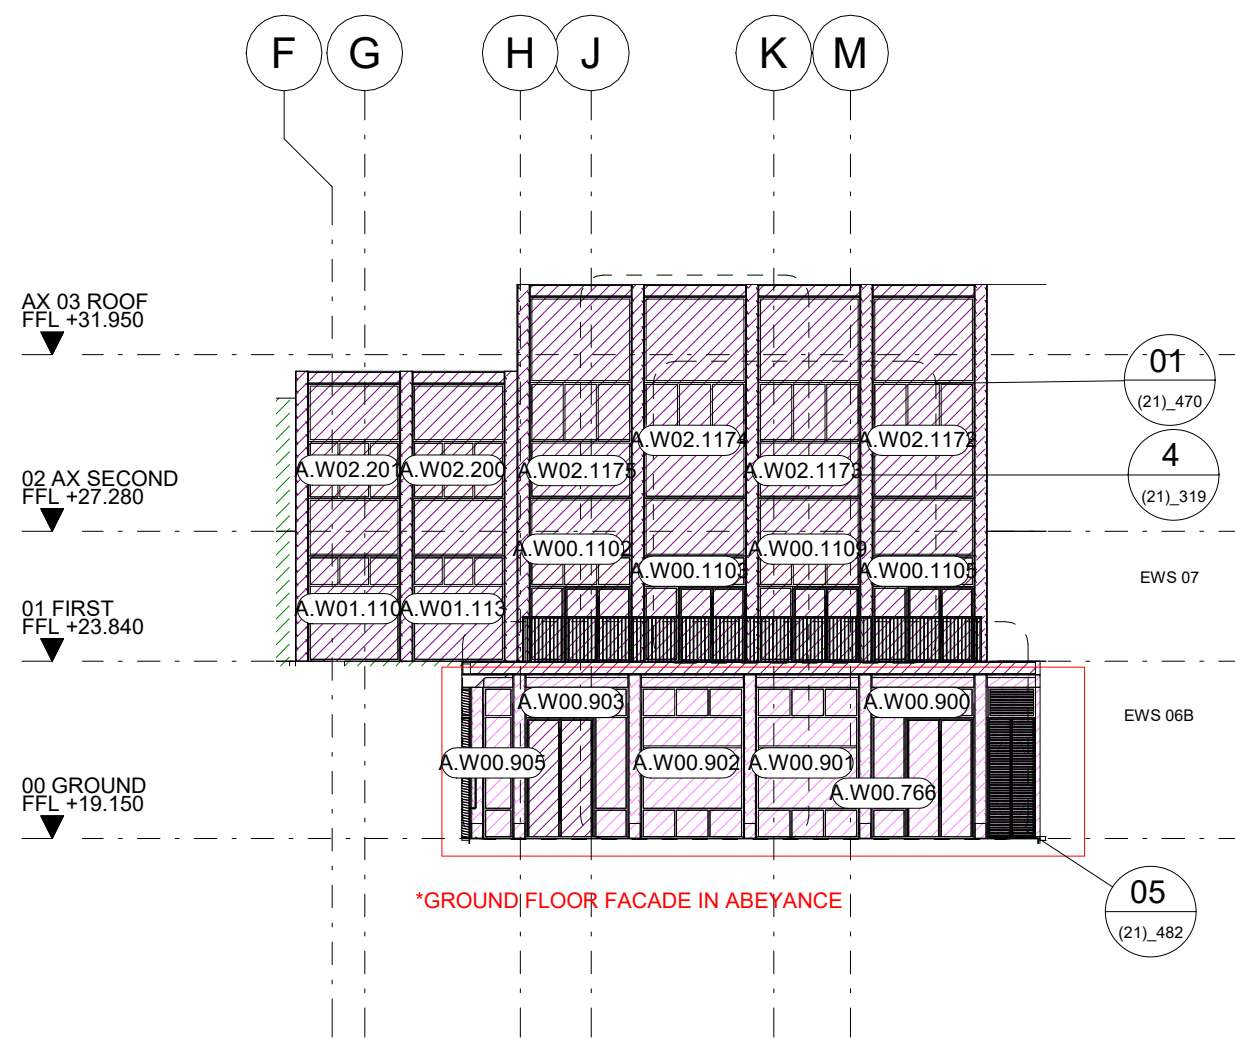 F
G
H
J
K
M
AX 03 ROOF
FFL +31.950
01
(21)_470
A.W02.1174
A.W02.1172
A.W02.201
A.W02.200
A.W02.1175
A.W02.1173
4
(21)_319
02 AX SECOND
FFL +27.280
A.W00.1102
A.W00.1109
A.W00.1103
A.W00.1105
EWS 07
01 FIRST
FFL +23.840
A.W01.110
A.W01.113
A.W00.903
A.W00.900
EWS 06B
A.W00.905
A.W00.902
A.W00.901
A.W00.766
00 GROUND
FFL +19.150
*GROUND FLOOR FACADE IN ABEYANCE
05
(21)_482